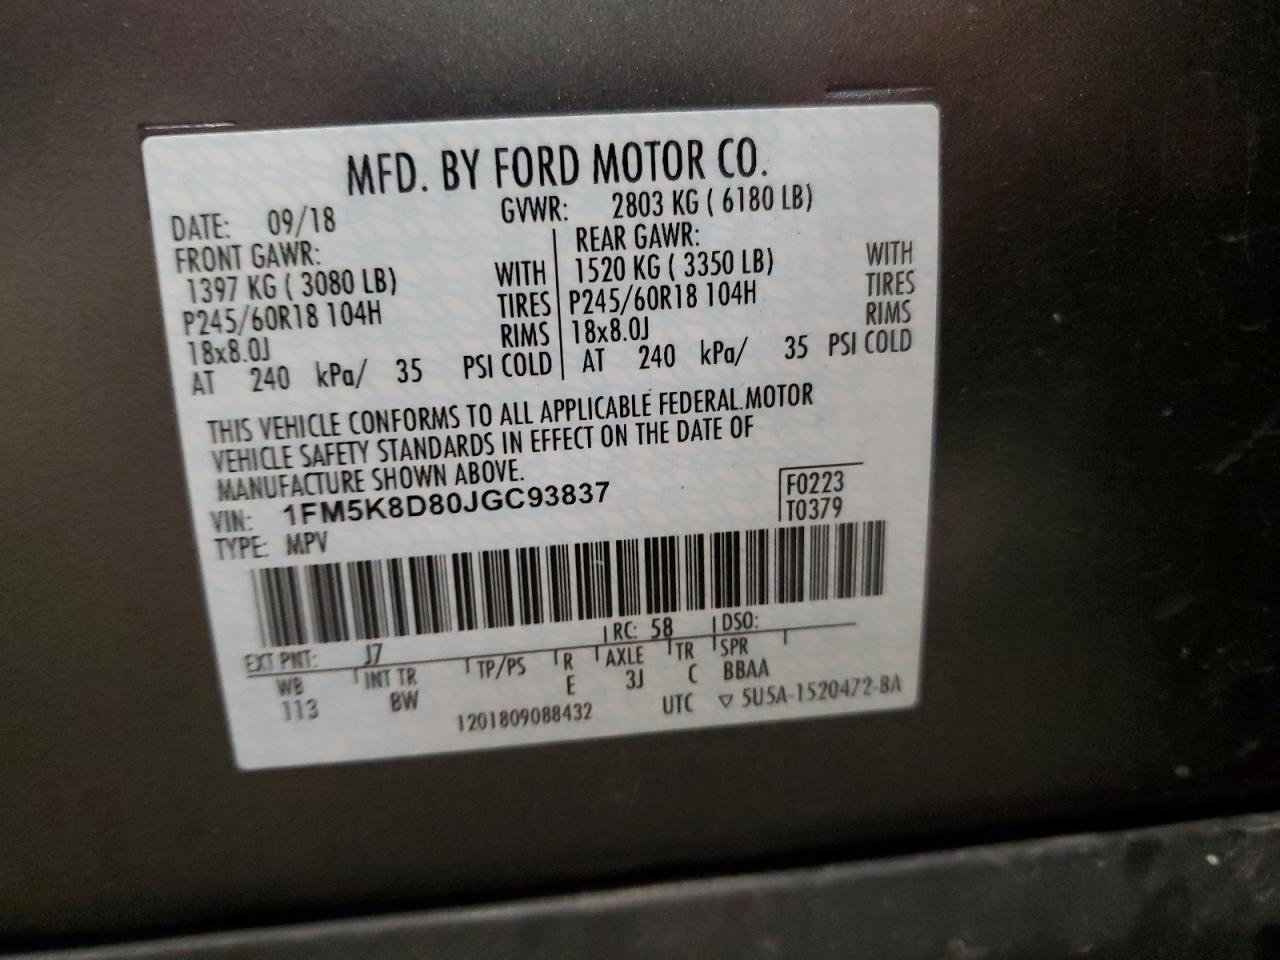 MFD. BY FORD MOTOR CO.
DATE: 09/18 GVWR: 2803 KG ( 6180 LB)
FRONT GAWR: REAR GAWR:
1397 KG ( 3080 LB) WITH 1520 KG ( 3350 LB) WITH
P245/60R18 104H TIRES P245/60R18 104H TIRES
18x8.0J RIMS 18x8.0J RIMS
AT 240 kPa/ 35 PSI COLD AT 240 kPa/ 35 PSI COLD
THIS VEHICLE CONFORMS TO ALL APPLICABLE FEDERAL MOTOR
VEHICLE SAFETY STANDARDS IN EFFECT ON THE DATE OF
MANUFACTURE SHOWN ABOVE.
VIN: 1FM5K8D80JGC93837 F0223
TYPE: MPV T0379
EXT PNT: J7 RC: 58 DSO:
WB INT TR TP/PS R AXLE TR SPR
113 BW E 3J C BBAA
1201809088432 UTC ▽ 5U5A-1520472-BA